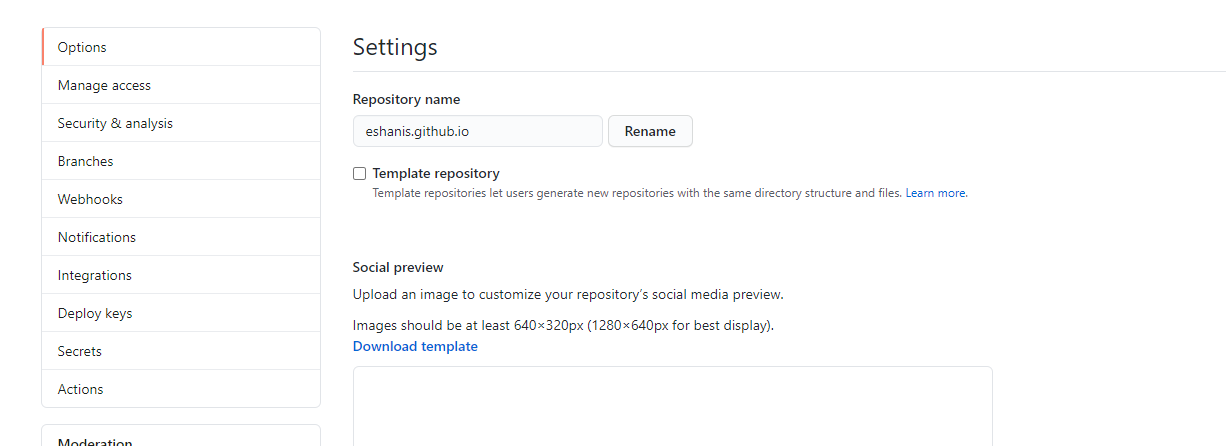 Options
Manage access
Security & analysis
Branches
Webhooks
Notifications
Integrations
Deploy keys
Secrets
Actions
Moderation
Settings
Repository name
eshanis.github.io
Rename
Template repository
Template repositories let users generate new repositories with the same directory structure and files. Learn more.
Social preview
Upload an image to customize your repository’s social media preview.
Images should be at least 640×320px (1280×640px for best display).
Download template